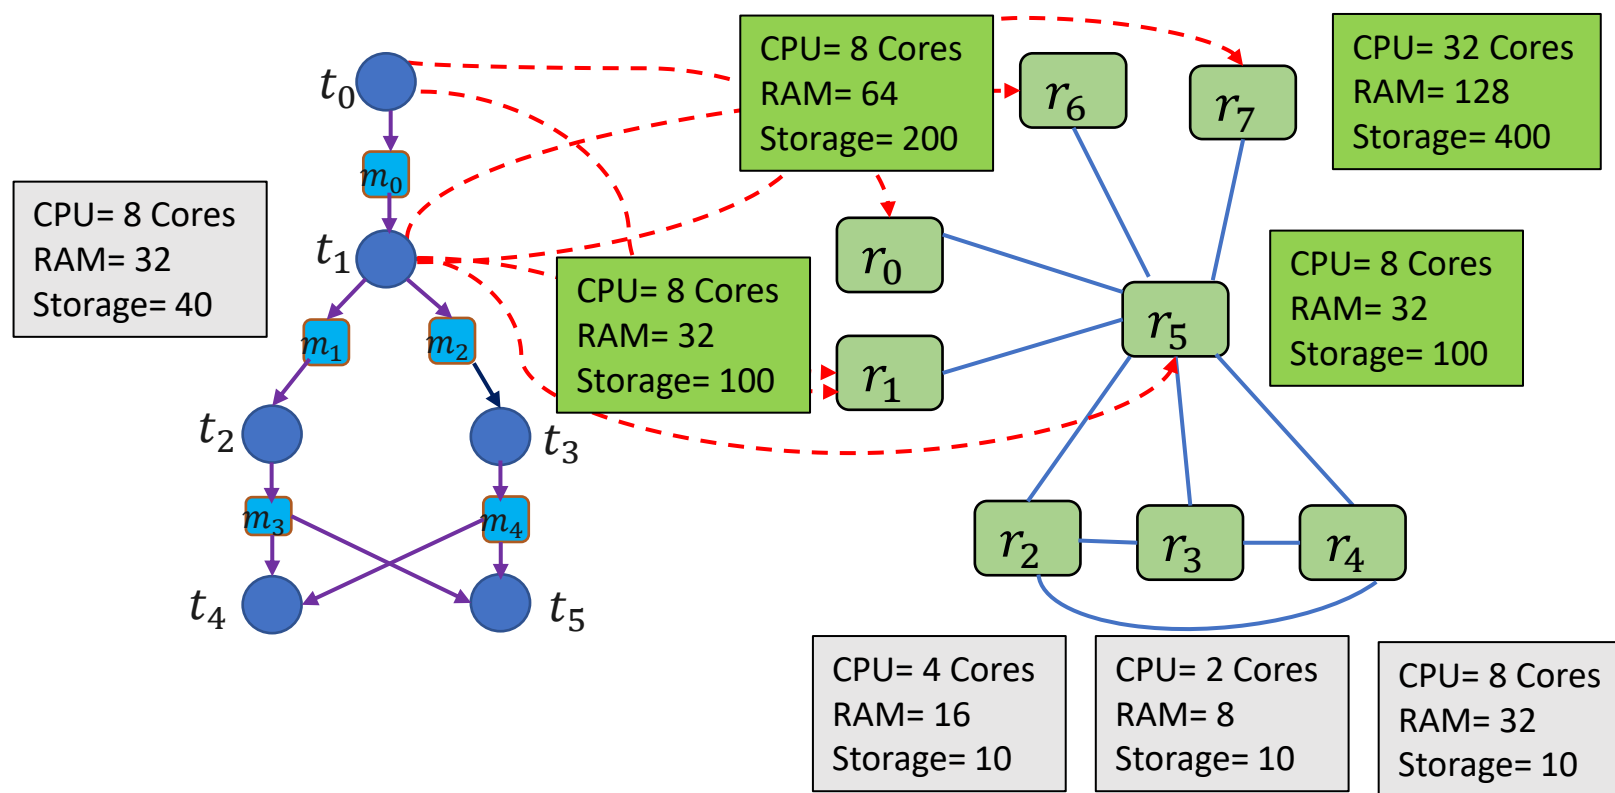 t₀
m₀
t₁
m₁
m₂
t₂
t₃
m₃
m₄
t₄
t₅
CPU= 8 Cores
RAM= 32
Storage= 40
CPU= 8 Cores
RAM= 64
Storage= 200
CPU= 8 Cores
RAM= 32
Storage= 100
r₆
r₇
CPU= 32 Cores
RAM= 128
Storage= 400
r₀
r₁
r₅
CPU= 8 Cores
RAM= 32
Storage= 100
r₂
r₃
r₄
CPU= 4 Cores
RAM= 16
Storage= 10
CPU= 2 Cores
RAM= 8
Storage= 10
CPU= 8 Cores
RAM= 32
Storage= 10